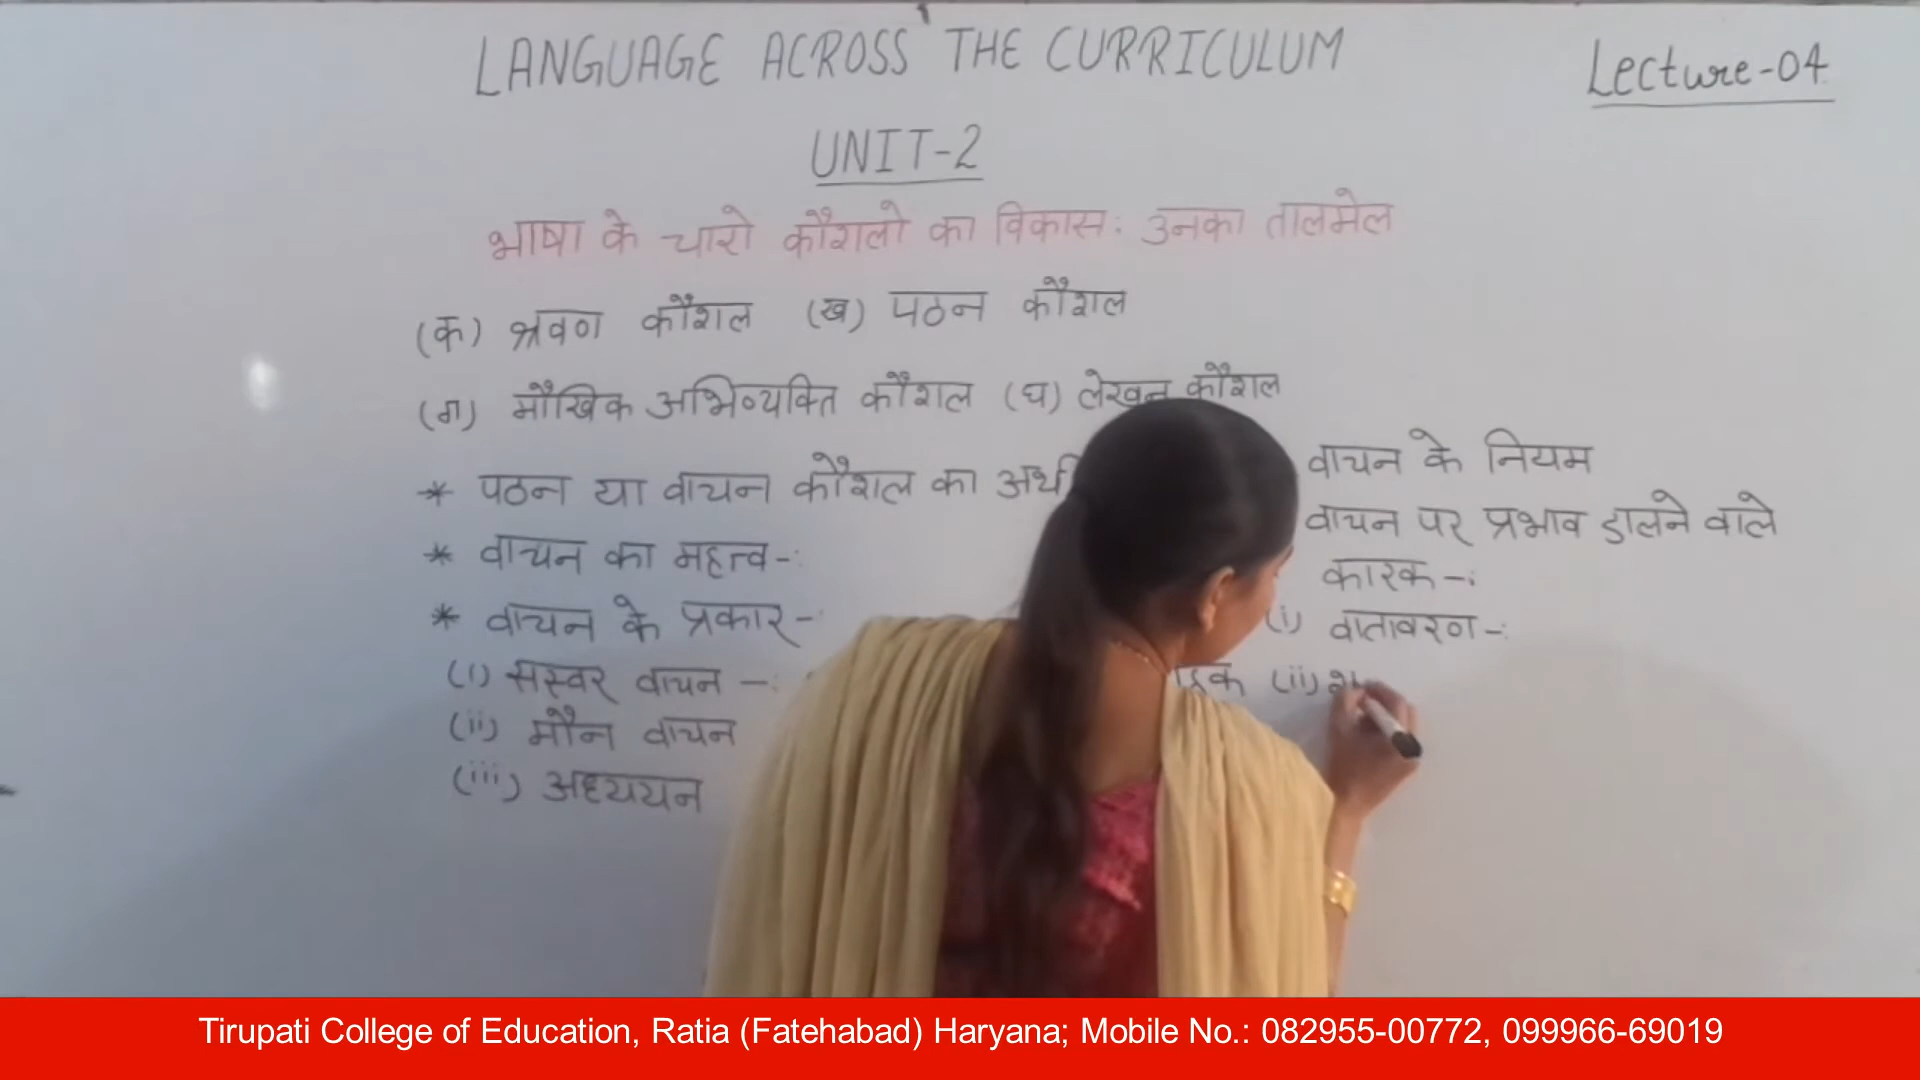 LANGUAGE ACROSS THE CURRICULUM
Lecture-04
UNIT-2
भाषा के चारो कौशलो का विकास: उनका तालमेल
(क) श्रवण कौशल (ख) पठन कौशल
(ग) मौखिक अभिव्यक्ति कौशल (घ) लेखन कौशल
* पठन या वाचन कौशल का अर्थ
* वाचन का महत्व-:
* वाचन के प्रकार-:
(i) सस्वर वाचन -:
(ii) मौन वाचन
(iii) अध्ययन
वाचन के नियम
वाचन पर प्रभाव डालने वाले
कारक-:
(i) वातावरण-:
(ii)
Tirupati College of Education, Ratia (Fatehabad) Haryana; Mobile No.: 082955-00772, 099966-69019